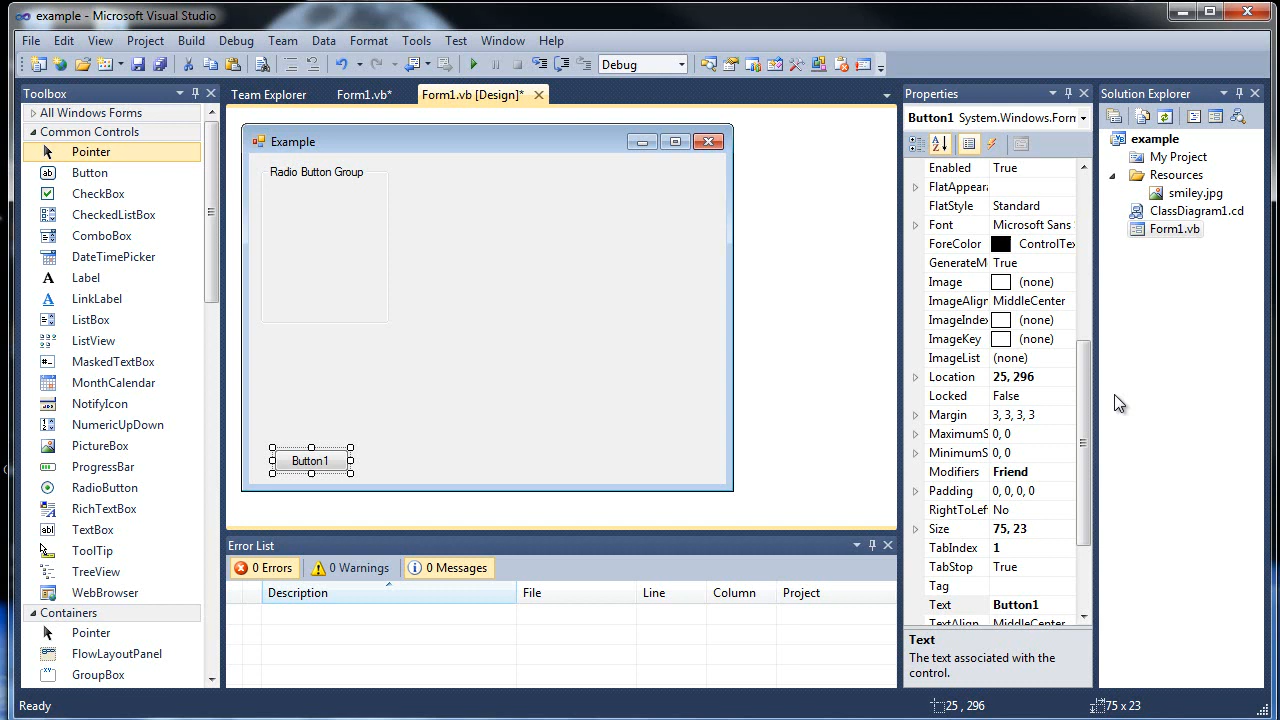 example - Microsoft Visual Studio
File Edit View Project Build Debug Team Data Format Tools Test Window Help
Debug
Toolbox
All Windows Forms
Common Controls
Pointer
Button
CheckBox
CheckedListBox
ComboBox
DateTimePicker
Label
LinkLabel
ListBox
ListView
MaskedTextBox
MonthCalendar
NotifyIcon
NumericUpDown
PictureBox
ProgressBar
RadioButton
RichTextBox
TextBox
ToolTip
TreeView
WebBrowser
Containers
Pointer
FlowLayoutPanel
GroupBox
Team Explorer Form1.vb* Form1.vb [Design]*
Example
Radio Button Group
Button1
Error List
0 Errors 0 Warnings 0 Messages
Description File Line Column Project
Properties
Button1 System.Windows.Form
Enabled True
FlatAppeara
FlatStyle Standard
Font Microsoft Sans
ForeColor ControlTex
GenerateM True
Image (none)
ImageAlign MiddleCenter
ImageIndex (none)
ImageKey (none)
ImageList (none)
Location 25, 296
Locked False
Margin 3, 3, 3, 3
MaximumS 0, 0
MinimumS 0, 0
Modifiers Friend
Padding 0, 0, 0, 0
RightToLef No
Size 75, 23
TabIndex 1
TabStop True
Tag
Text Button1
TextAlign MiddleCenter
Text
The text associated with the
control.
Solution Explorer
example
My Project
Resources
smiley.jpg
ClassDiagram1.cd
Form1.vb
Ready 25 , 296 75 x 23